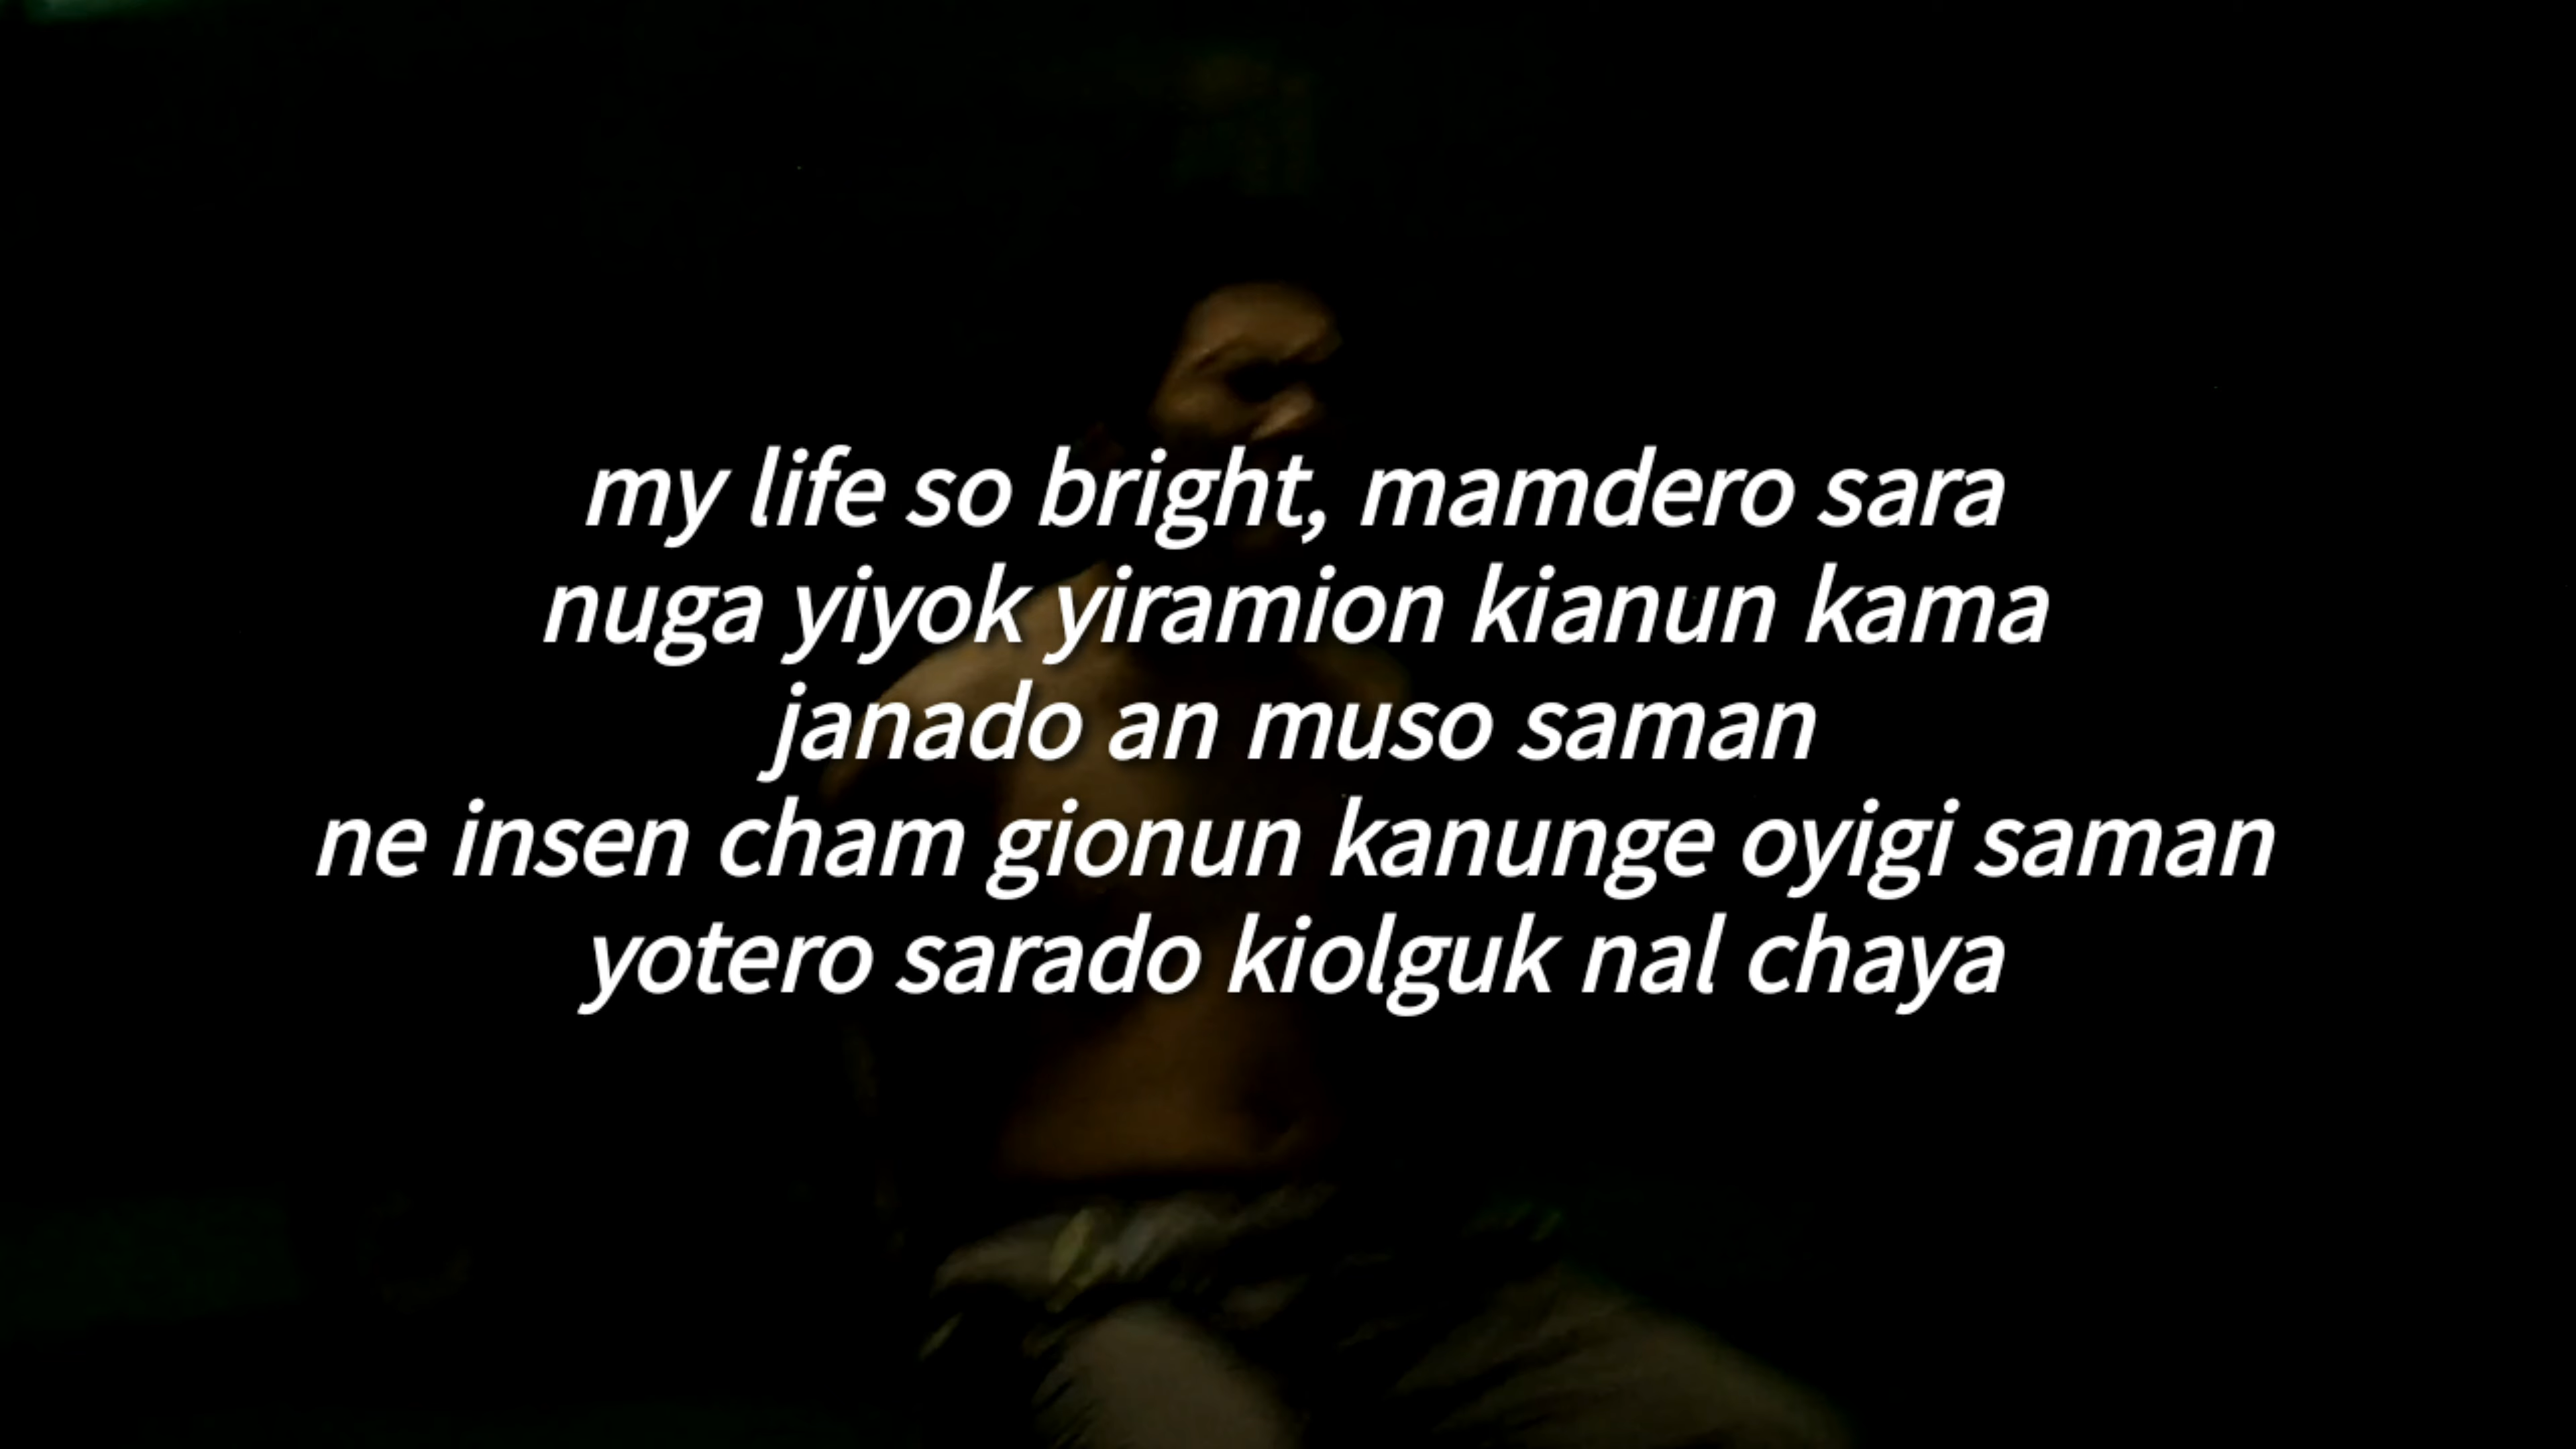 my life so bright, mamdero sara
nuga yiyok yiramion kianun kama
janado an muso saman
ne insen cham gionun kanunge oyigi saman
yotero sarado kiolguk nal chaya